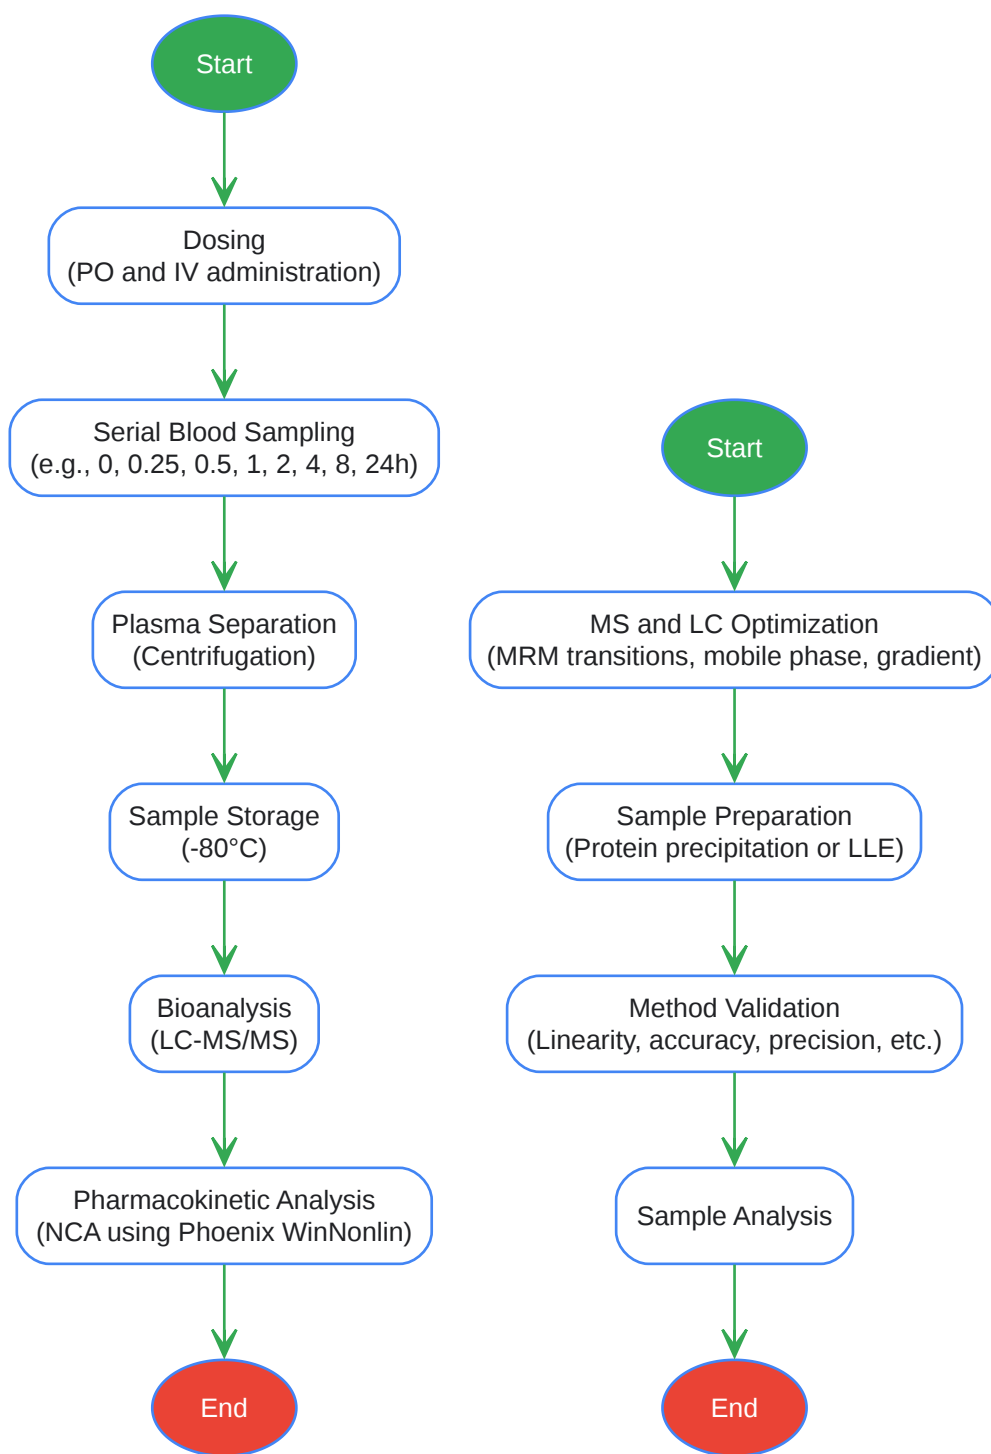 Start
Dosing
(PO and IV administration)
Serial Blood Sampling
(e.g., 0, 0.25, 0.5, 1, 2, 4, 8, 24h)
Plasma Separation
(Centrifugation)
Sample Storage
(-80°C)
Bioanalysis
(LC-MS/MS)
Pharmacokinetic Analysis
(NCA using Phoenix WinNonlin)
End
Start
MS and LC Optimization
(MRM transitions, mobile phase, gradient)
Sample Preparation
(Protein precipitation or LLE)
Method Validation
(Linearity, accuracy, precision, etc.)
Sample Analysis
End